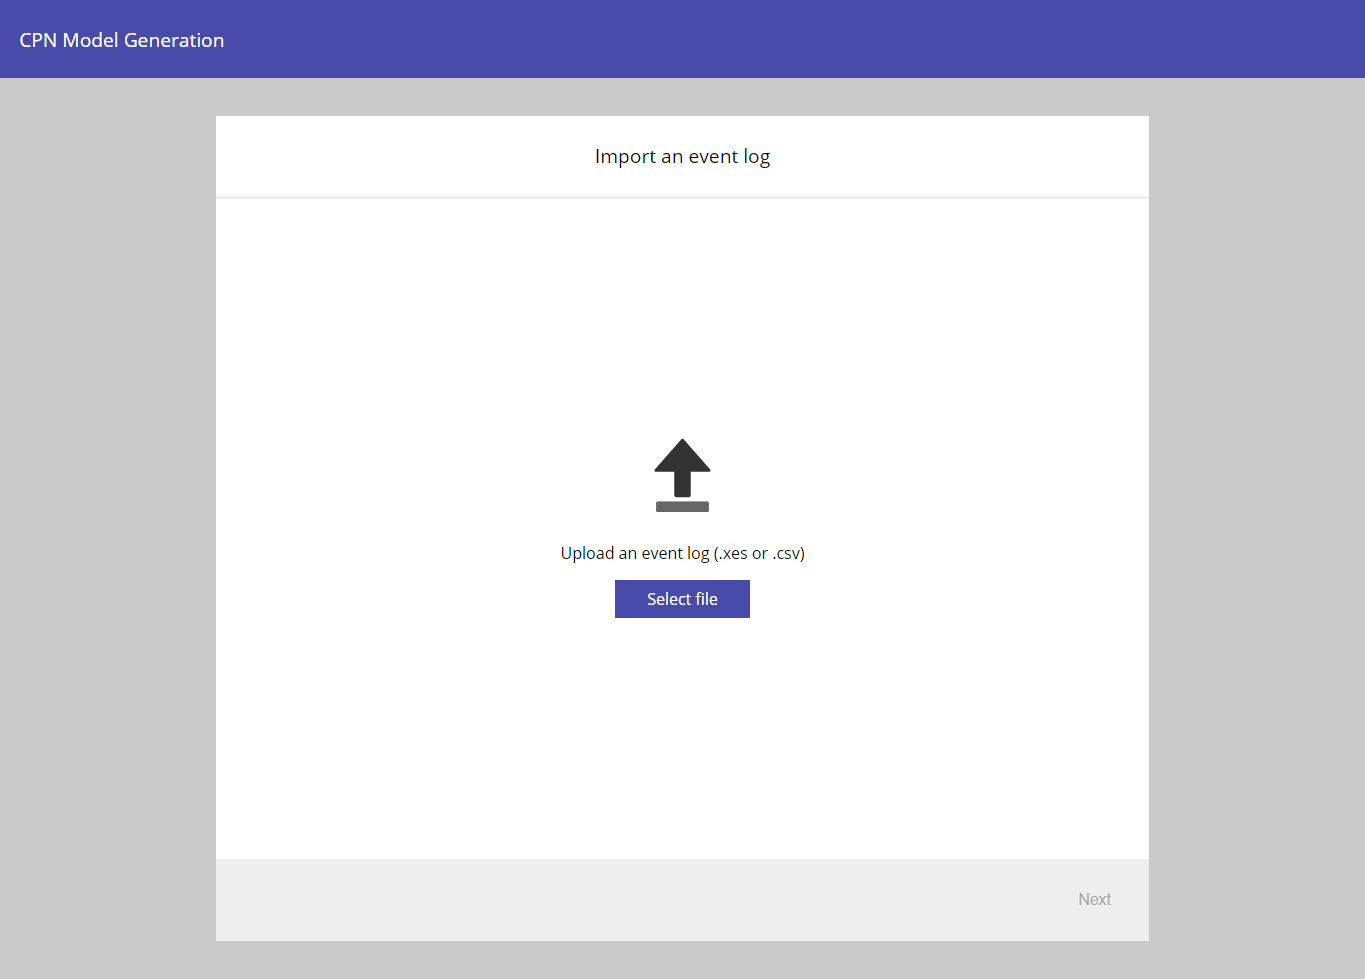 CPN Model Generation
Import an event log
Upload an event log (.xes or .csv)
Select file
Next